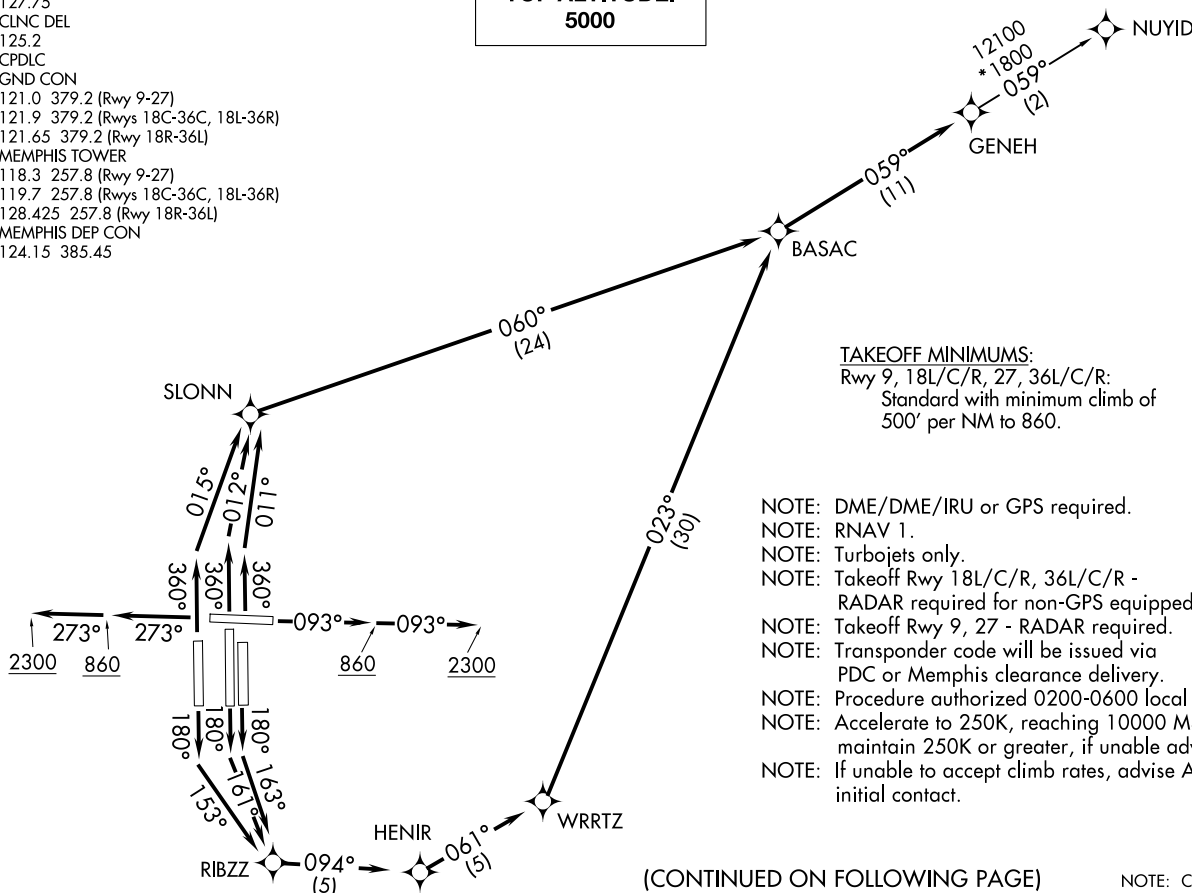 127.75
CLNC DEL
125.2
CPDLC
GND CON
121.0 379.2 (Rwy 9-27)
121.9 379.2 (Rwys 18C-36C, 18L-36R)
121.65 379.2 (Rwy 18R-36L)
MEMPHIS TOWER
118.3 257.8 (Rwy 9-27)
119.7 257.8 (Rwys 18C-36C, 18L-36R)
128.425 257.8 (Rwy 18R-36L)
MEMPHIS DEP CON
124.15 385.45
TOP ALTITUDE:
5000
NUYID
12100
*1800
059°
(2)
GENEH
059°
(11)
BASAC
060°
(24)
TAKEOFF MINIMUMS:
Rwy 9, 18L/C/R, 27, 36L/C/R:
Standard with minimum climb of
500' per NM to 860.
SLONN
015°
012°
011°
023°
(30)
360°
360°
360°
273°
273°
093°
093°
2300
860
860
2300
180°
180°
180°
153°
161°
163°
NOTE: DME/DME/IRU or GPS required.
NOTE: RNAV 1.
NOTE: Turbojets only.
NOTE: Takeoff Rwy 18L/C/R, 36L/C/R -
RADAR required for non-GPS equipped
NOTE: Takeoff Rwy 9, 27 - RADAR required.
NOTE: Transponder code will be issued via
PDC or Memphis clearance delivery.
NOTE: Procedure authorized 0200-0600 local
NOTE: Accelerate to 250K, reaching 10000 M
maintain 250K or greater, if unable adv
NOTE: If unable to accept climb rates, advise A
initial contact.
RIBZZ
094°
(5)
HENIR
061°
(5)
WRRTZ
(CONTINUED ON FOLLOWING PAGE)
NOTE: C